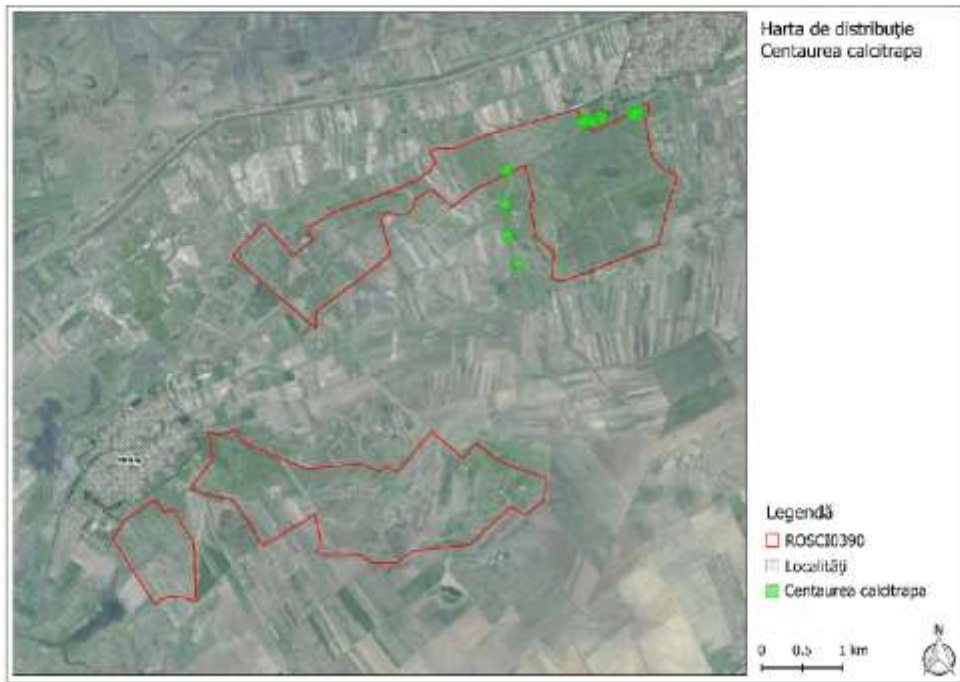 Harta de distribuție
Centaurea calcitrapa
Legendă
ROSCI0390
Localități
Centaurea calcitrapa
N
0 0.5 1 km